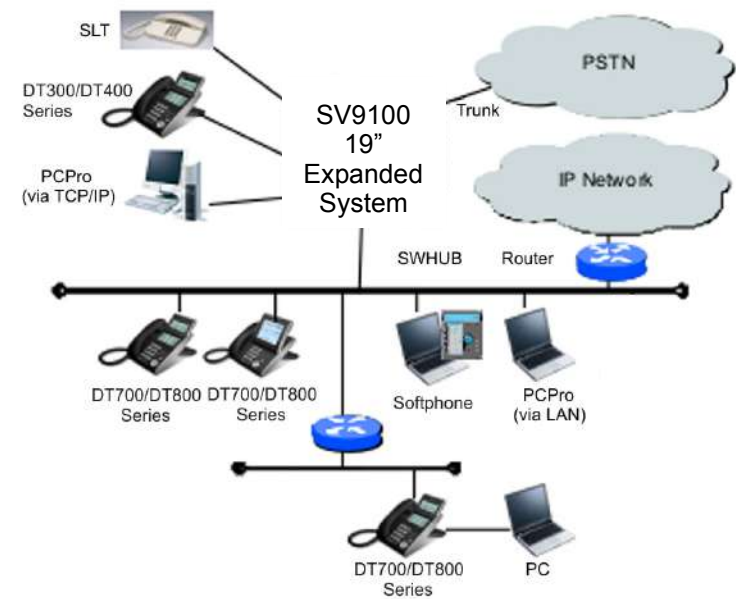 SLT
DT300/DT400
Series
PCPro
(via TCP/IP)
SV9100
19”
Expanded
System
Trunk
PSTN
IP Network
SWHUB
Router
DT700/DT800
Series
DT700/DT800
Series
Softphone
PCPro
(via LAN)
DT700/DT800
Series
PC